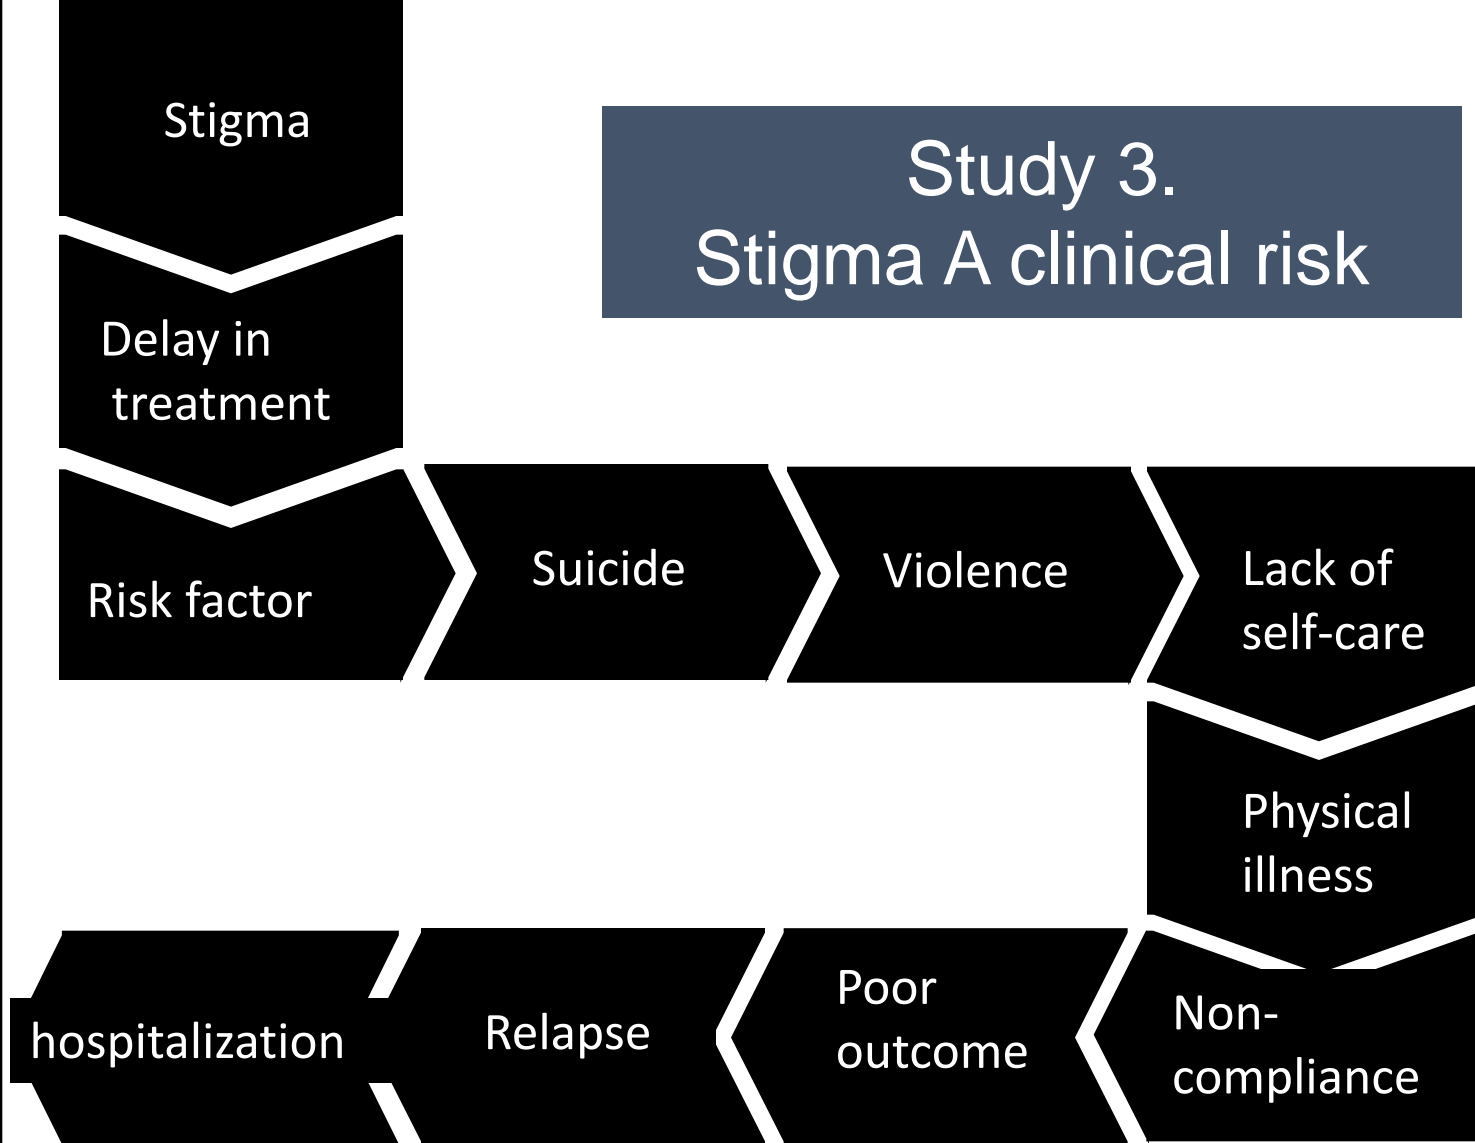 Stigma
Study 3.
Stigma A clinical risk
Delay in
treatment
Risk factor
Suicide
Violence
Lack of
self-care
Physical
illness
Non-
compliance
Poor
outcome
Relapse
hospitalization